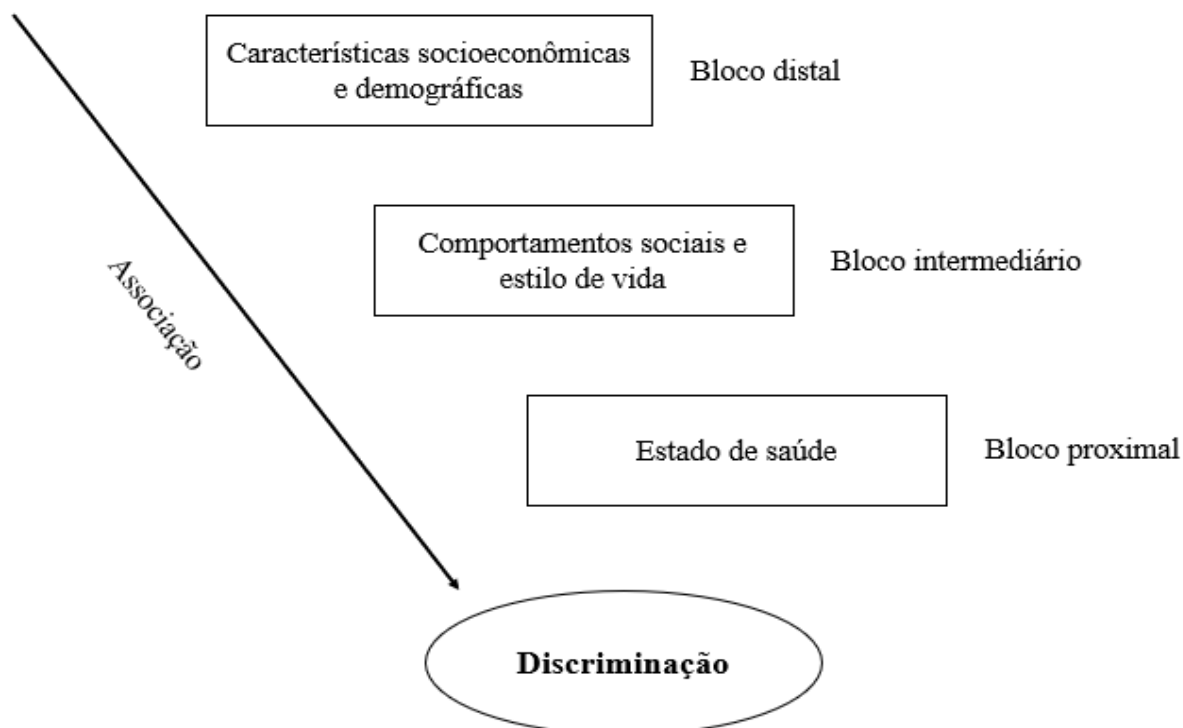 Características socioeconômicas
e demográficas
Bloco distal
Comportamentos sociais e
estilo de vida
Bloco intermediário
Associação
Estado de saúde
Bloco proximal
Discriminação